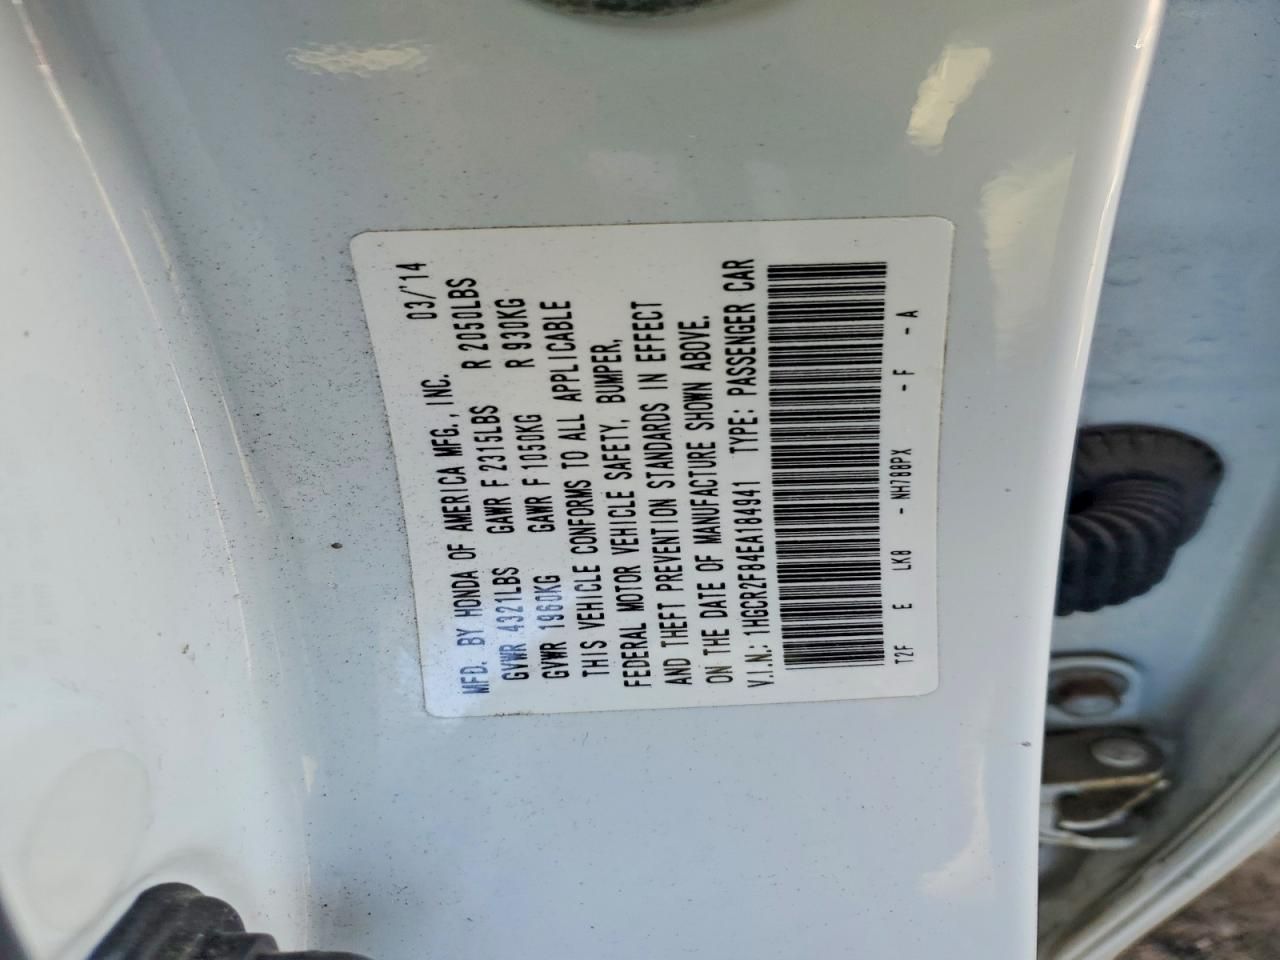 MFD. BY HONDA OF AMERICA MFG., INC. 03/'14
GVWR 4321LBS GAWR F 2315LBS R 2050LBS
GVWR 1960KG GAWR F 1050KG R 930KG
THIS VEHICLE CONFORMS TO ALL APPLICABLE
FEDERAL MOTOR VEHICLE SAFETY, BUMPER,
AND THEFT PREVENTION STANDARDS IN EFFECT
ON THE DATE OF MANUFACTURE SHOWN ABOVE.
V.I.N.: 1HGCR2F84EA184941 TYPE: PASSENGER CAR
T2F E LK8 - NH788PX - F - A